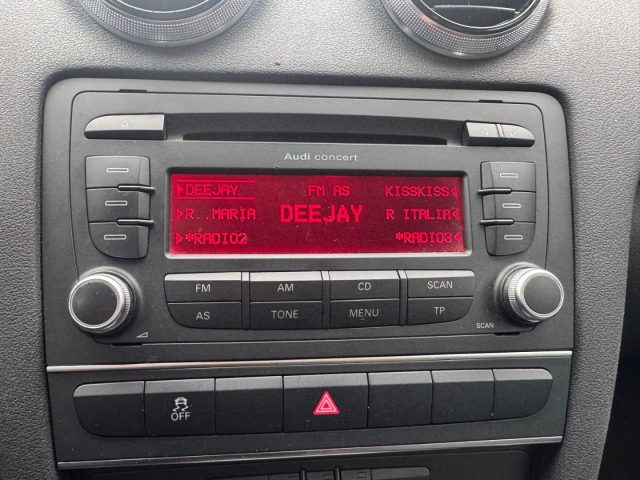 Audi concert
DEEJAY FM AS KISSKISS
R..MARIA DEEJAY R ITALIA
*RADIO2 *RADIO3
FM AM CD SCAN
AS TONE MENU TP
SCAN
OFF